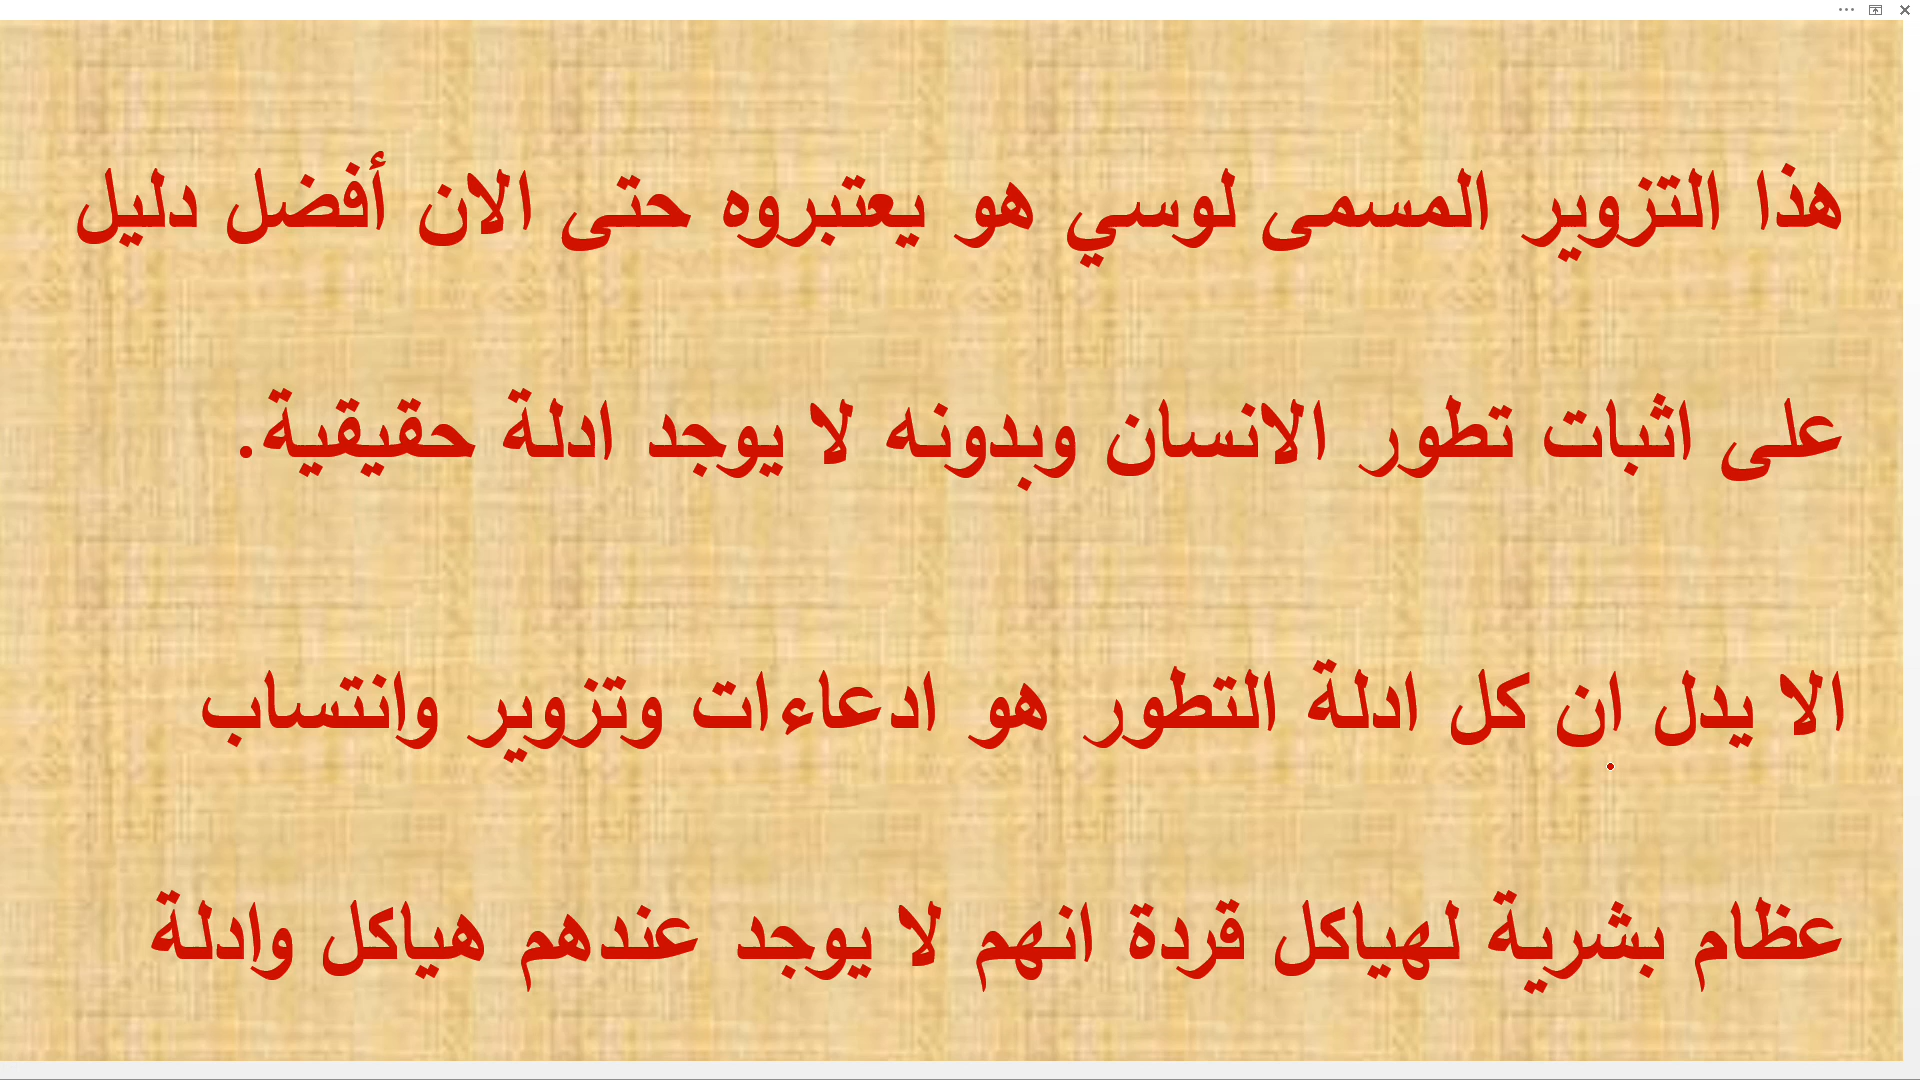 هذا التزوير المسمى لوسي هو يعتبروه حتى الان أفضل دليل
على اثبات تطور الانسان وبدونه لا يوجد ادلة حقيقية.
الا يدل ان كل ادلة التطور هو ادعاءات وتزوير وانتساب
عظام بشرية لهياكل قردة انهم لا يوجد عندهم هياكل وادلة